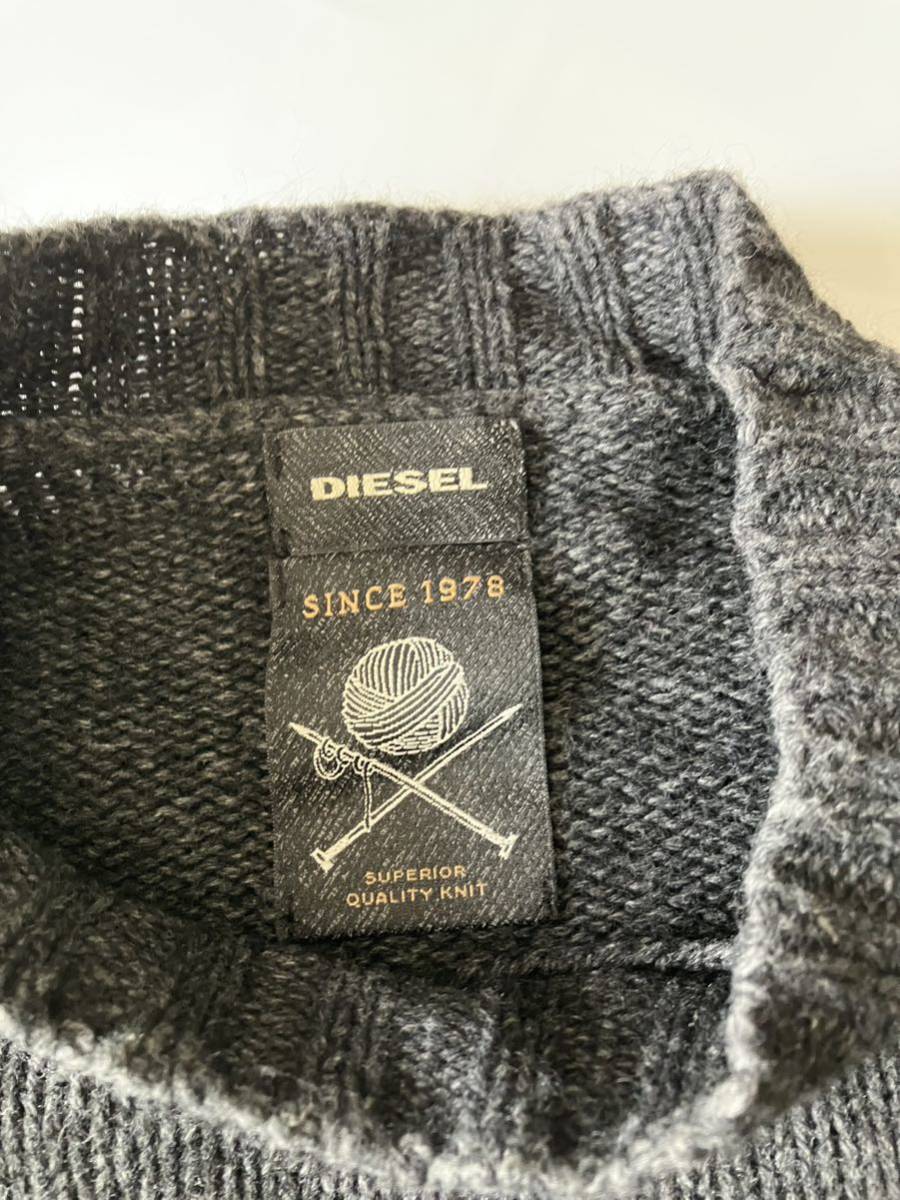 DIESEL
SINCE 1978
SUPERIOR
QUALITY KNIT